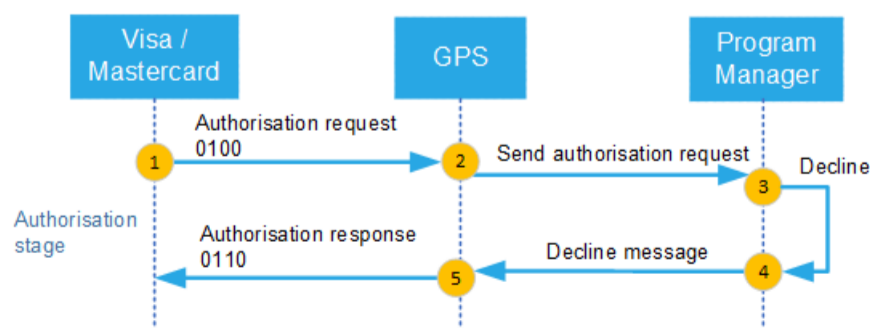 Visa /
Mastercard
GPS
Program
Manager
Authorisation request
0100
Send authorisation request
Decline
1
2
3
Authorisation
stage
Authorisation response
0110
Decline message
5
4